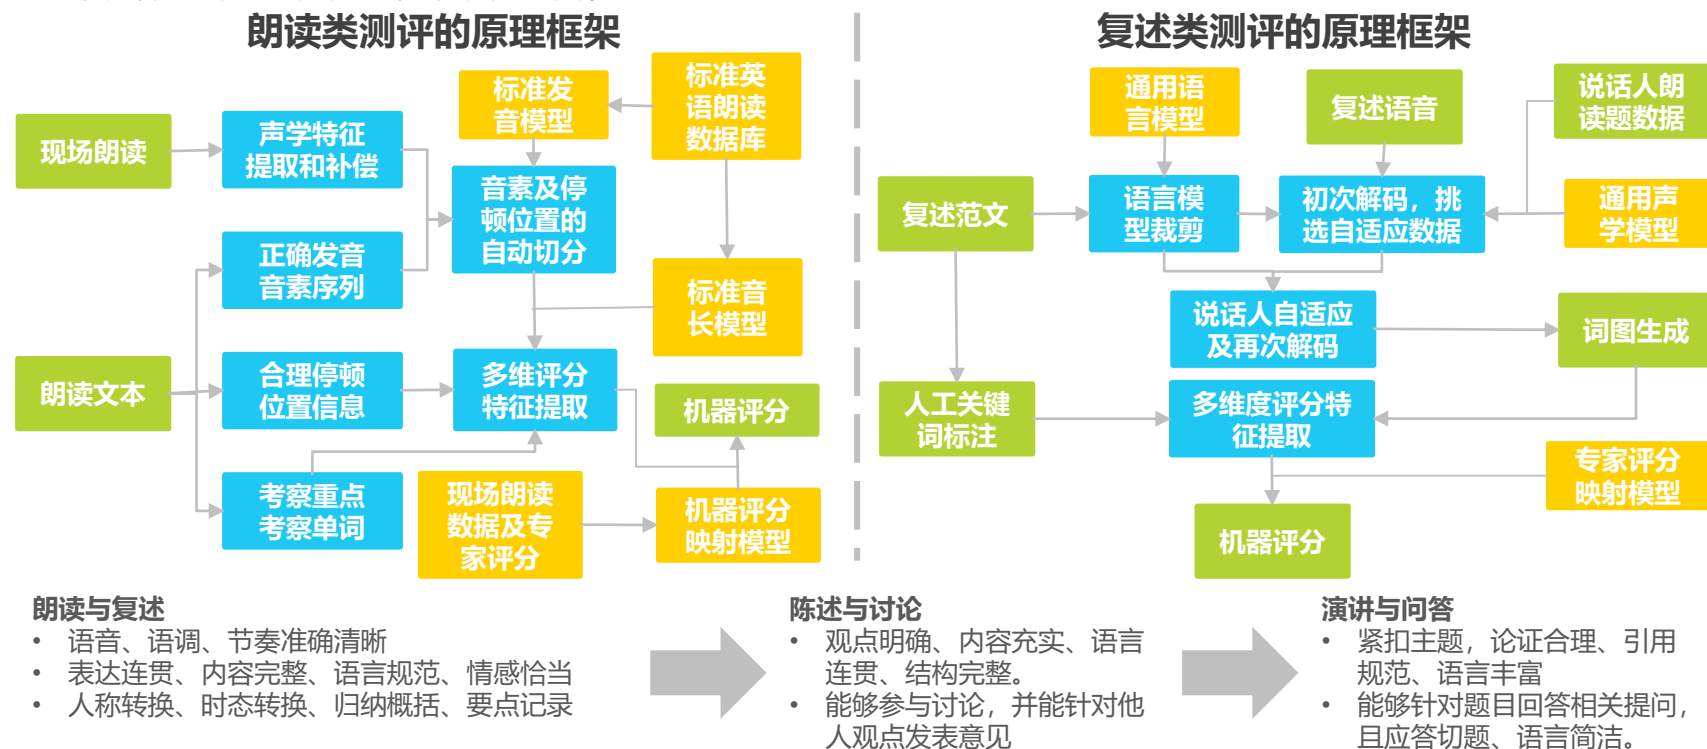 朗读类测评的原理框架
现场朗读
声学特征
提取和补偿
标准发
音模型
标准英
语朗读
数据库
音素及停
顿位置的
自动切分
正确发音
音素序列
标准音
长模型
朗读文本
合理停顿
位置信息
多维评分
特征提取
机器评分
考察重点
考察单词
现场朗读
数据及专
家评分
机器评分
映射模型
复述类测评的原理框架
通用语
言模型
复述语音
说话人朗
读题数据
复述范文
语言模
型裁剪
初次解码，挑
选自适应数据
通用声
学模型
说话人自适应
及再次解码
词图生成
人工关键
词标注
多维度评分特
征提取
专家评分
映射模型
机器评分
朗读与复述
• 语音、语调、节奏准确清晰
• 表达连贯、内容完整、语言规范、情感恰当
• 人称转换、时态转换、归纳概括、要点记录
陈述与讨论
• 观点明确、内容充实、语言
连贯、结构完整。
• 能够参与讨论，并能针对他
人观点发表意见
演讲与问答
• 紧扣主题，论证合理、引用
规范、语言丰富
• 能够针对题目回答相关提问，
且应答切题、语言简洁。